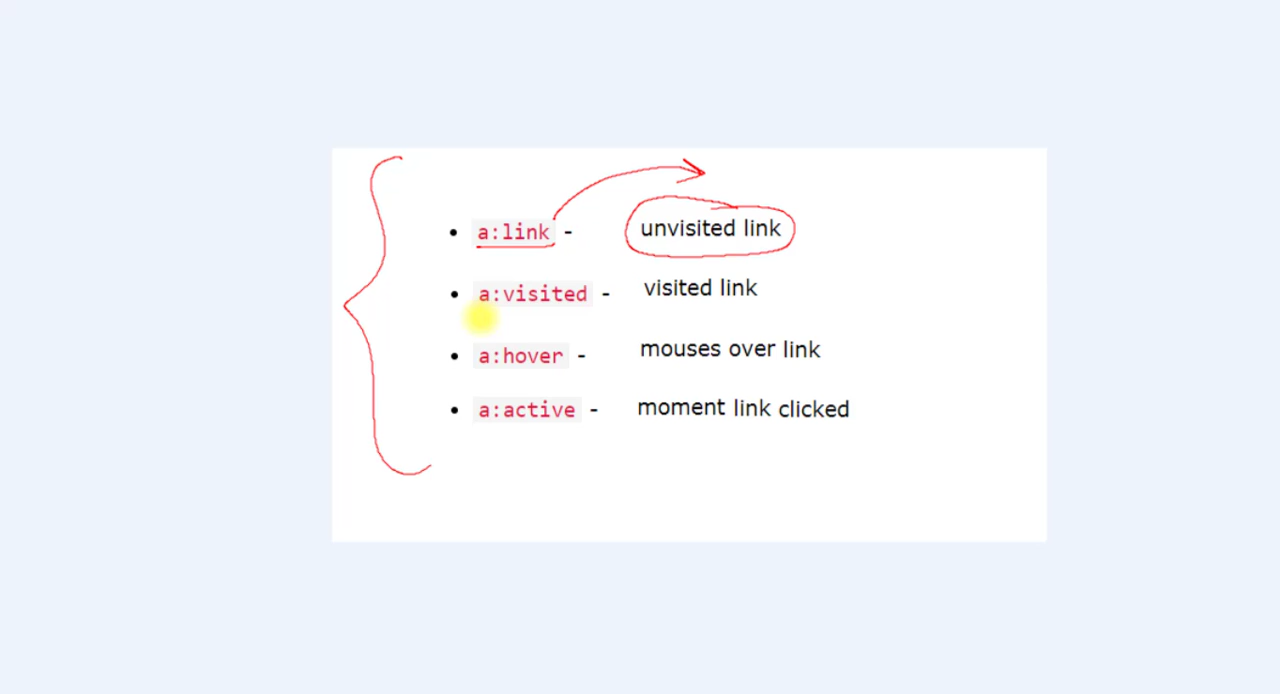 a:link - unvisited link
a:visited - visited link
a:hover - mouses over link
a:active - moment link clicked